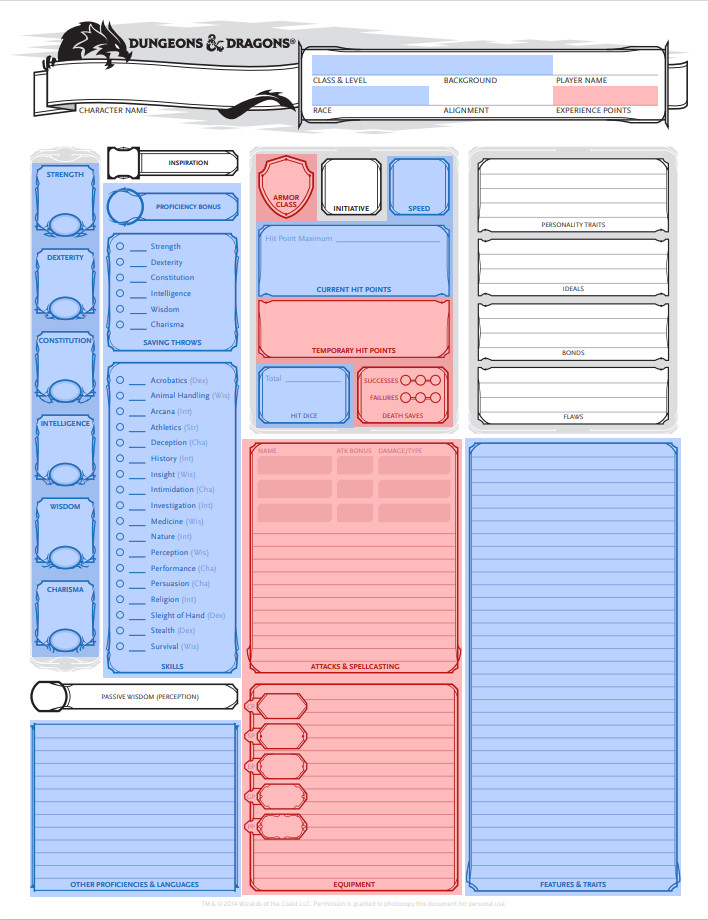 DUNGEONS & DRAGONS®
CLASS & LEVEL BACKGROUND PLAYER NAME
CHARACTER NAME
RACE ALIGNMENT EXPERIENCE POINTS
STRENGTH
DEXTERITY
CONSTITUTION
INTELLIGENCE
WISDOM
CHARISMA
INSPIRATION
PROFICIENCY BONUS
Strength
Dexterity
Constitution
Intelligence
Wisdom
Charisma
SAVING THROWS
Acrobatics (Dex)
Animal Handling (Wis)
Arcana (Int)
Athletics (Str)
Deception (Cha)
History (Int)
Insight (Wis)
Intimidation (Cha)
Investigation (Int)
Medicine (Wis)
Nature (Int)
Perception (Wis)
Performance (Cha)
Persuasion (Cha)
Religion (Int)
Sleight of Hand (Dex)
Stealth (Dex)
Survival (Wis)
SKILLS
PASSIVE WISDOM (PERCEPTION)
OTHER PROFICIENCIES & LANGUAGES
ARMOR
CLASS
INITIATIVE
SPEED
Hit Point Maximum
CURRENT HIT POINTS
TEMPORARY HIT POINTS
Total
HIT DICE
SUCCESSES
FAILURES
DEATH SAVES
NAME ATK BONUS DAMAGE/TYPE
ATTACKS & SPELLCASTING
EQUIPMENT
PERSONALITY TRAITS
IDEALS
BONDS
FLAWS
FEATURES & TRAITS
TM & © 2014 Wizards of the Coast LLC. Permission is granted to photocopy this document for personal use.